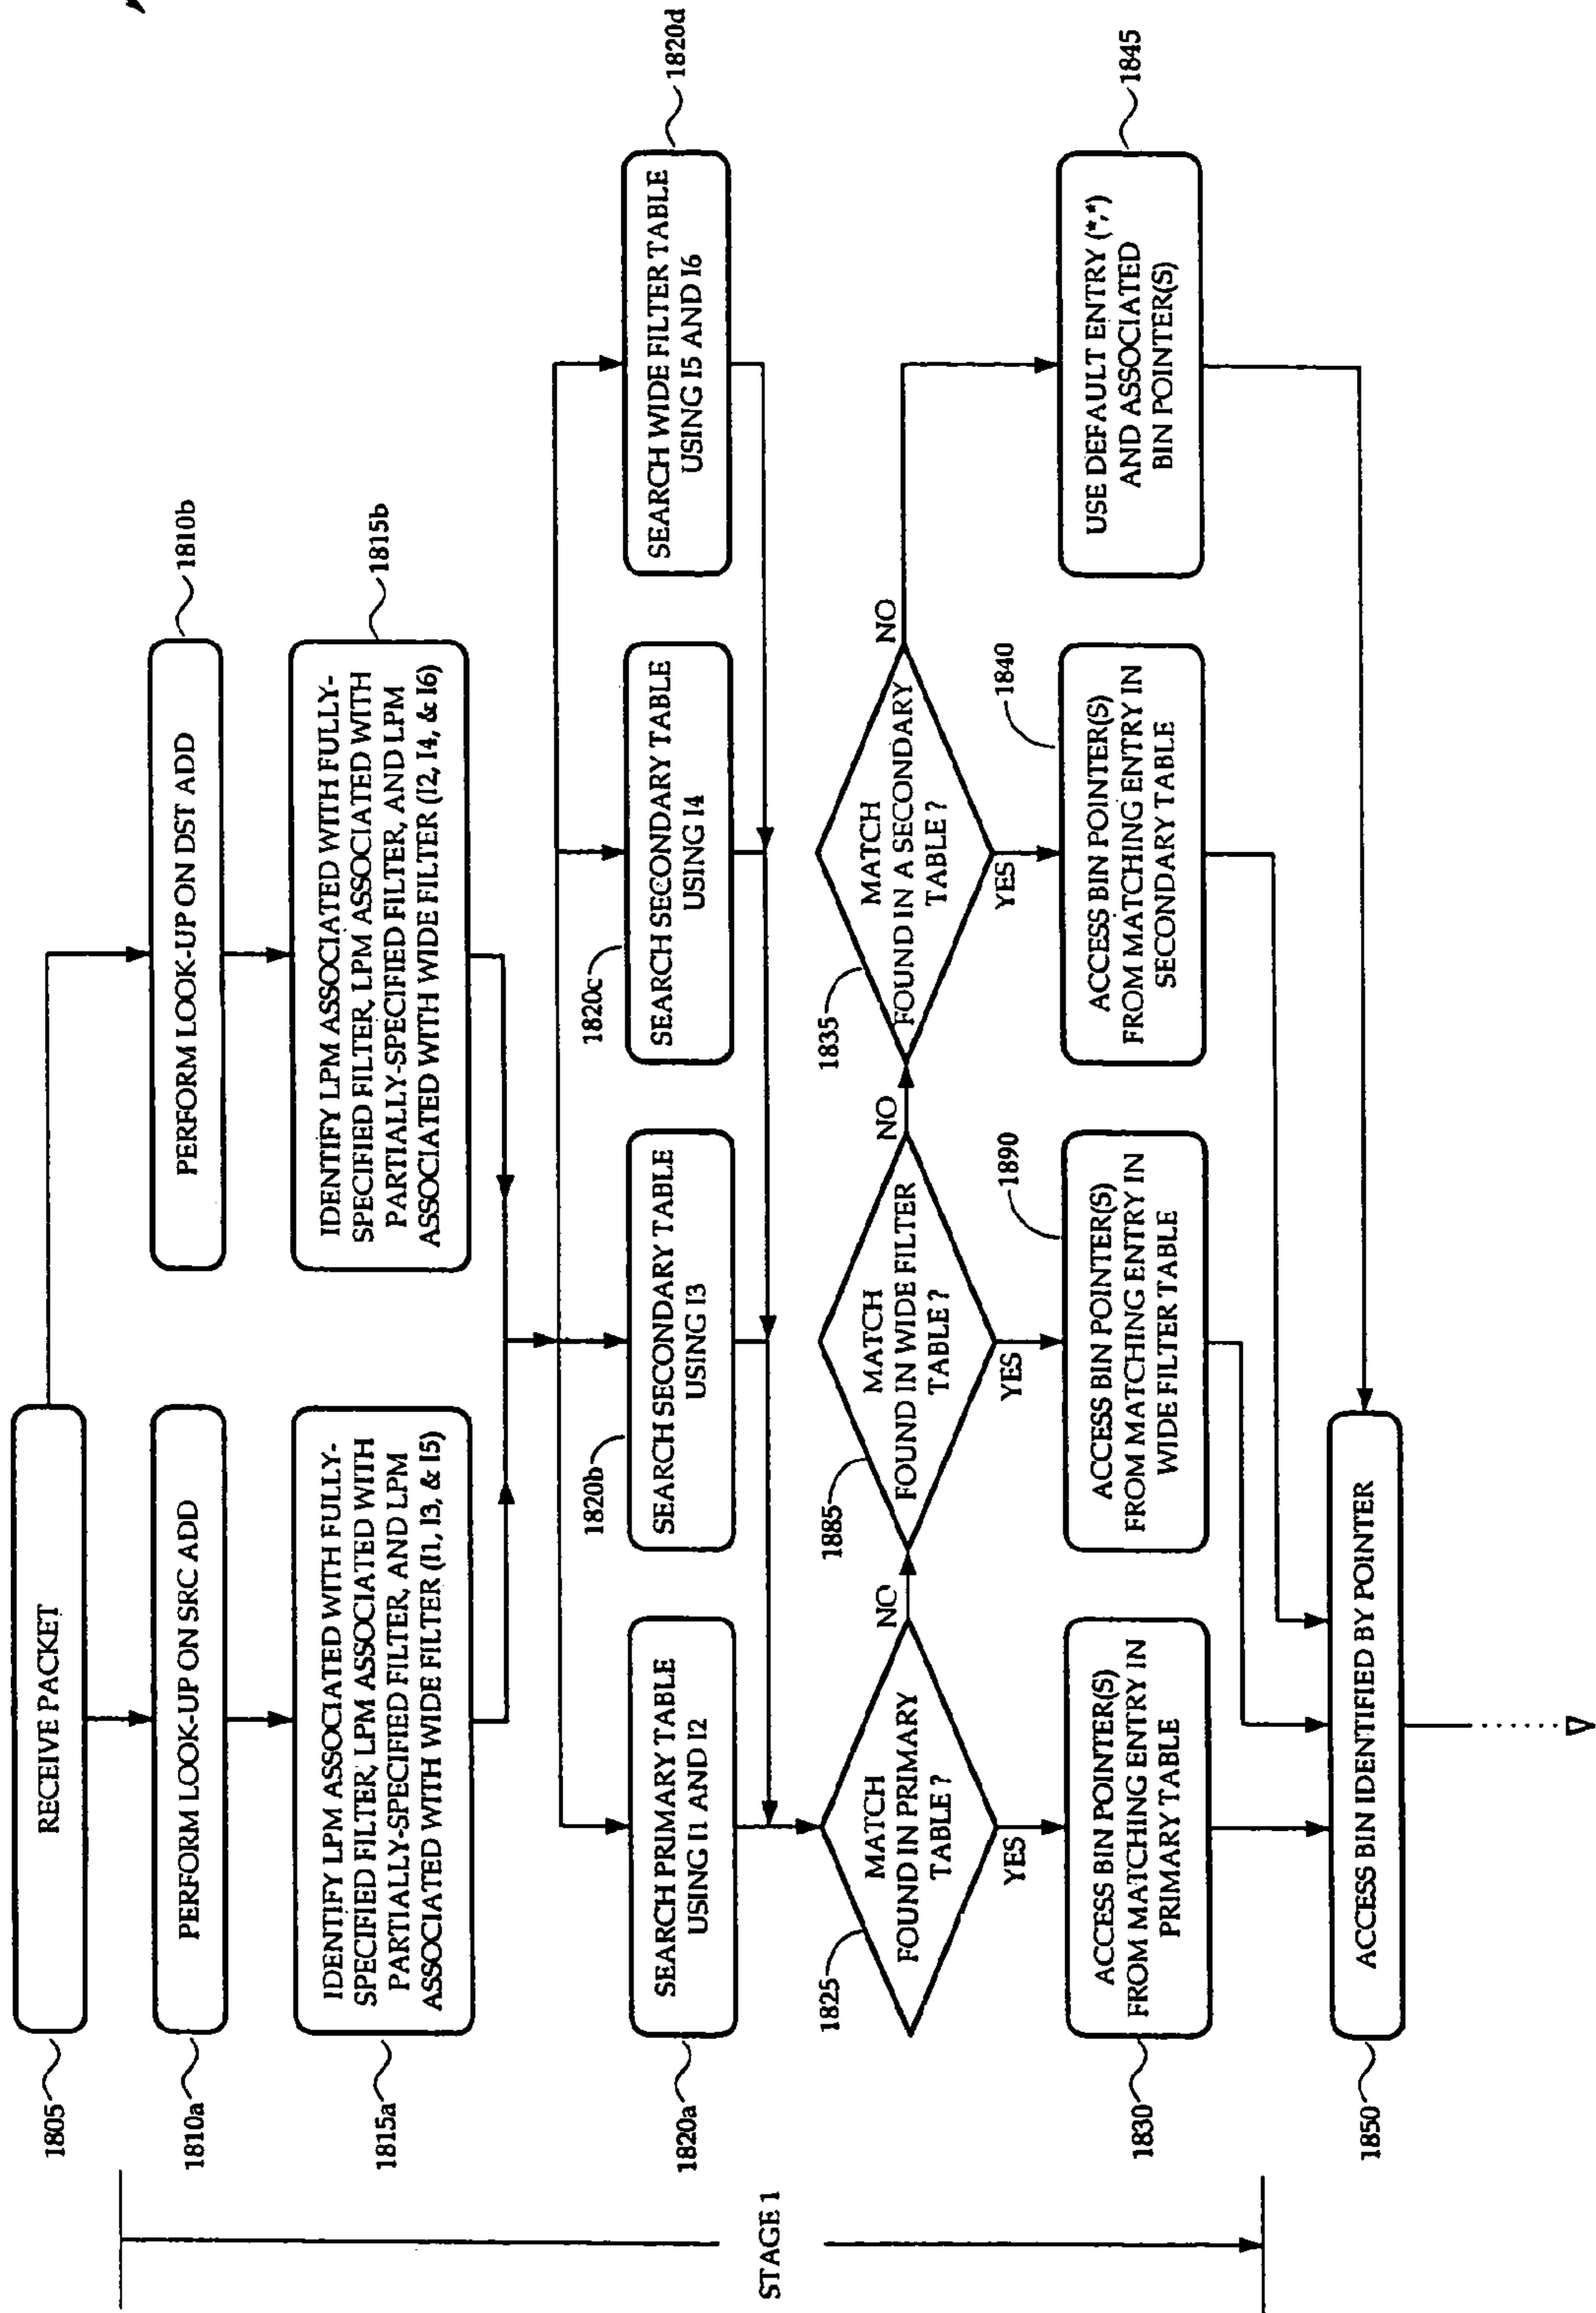 1805
RECEIVE PACKET
1810a
PERFORM LOOK-UP ON SRC ADD
PERFORM LOOK-UP ON DST ADD
1810b
1815a
IDENTIFY LPM ASSOCIATED WITH FULLY-
SPECIFIED FILTER, LPM ASSOCIATED WITH
PARTIALLY-SPECIFIED FILTER, AND LPM
ASSOCIATED WITH WIDE FILTER (I1, I3, & I5)
IDENTIFY LPM ASSOCIATED WITH FULLY-
SPECIFIED FILTER, LPM ASSOCIATED WITH
PARTIALLY-SPECIFIED FILTER, AND LPM
ASSOCIATED WITH WIDE FILTER (I2, I4, & I6)
1815b
1820a
SEARCH PRIMARY TABLE
USING I1 AND I2
1820b
SEARCH SECONDARY TABLE
USING I3
1820c
SEARCH SECONDARY TABLE
USING I4
SEARCH WIDE FILTER TABLE
USING I5 AND I6
1820d
STAGE 1
1825
MATCH
FOUND IN PRIMARY
TABLE?
NO
YES
1885
MATCH
FOUND IN WIDE FILTER
TABLE?
NO
YES
1835
MATCH
FOUND IN A SECONDARY
TABLE?
NO
YES
1830
ACCESS BIN POINTER(S)
FROM MATCHING ENTRY IN
PRIMARY TABLE
1890
ACCESS BIN POINTER(S)
FROM MATCHING ENTRY IN
WIDE FILTER TABLE
1840
ACCESS BIN POINTER(S)
FROM MATCHING ENTRY IN
SECONDARY TABLE
USE DEFAULT ENTRY (*,*)
AND ASSOCIATED
BIN POINTER(S)
1845
1850
ACCESS BIN IDENTIFIED BY POINTER